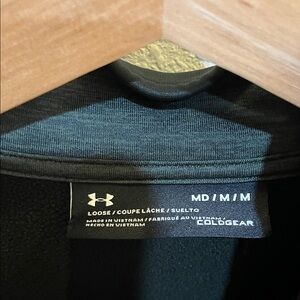 MD / M / M
LOOSE / COUPE LÂCHE / SUELTO
MADE IN VIETNAM / FABRIQUÉ AU VIETNAM /
HECHO EN VIETNAM
COLDGEAR